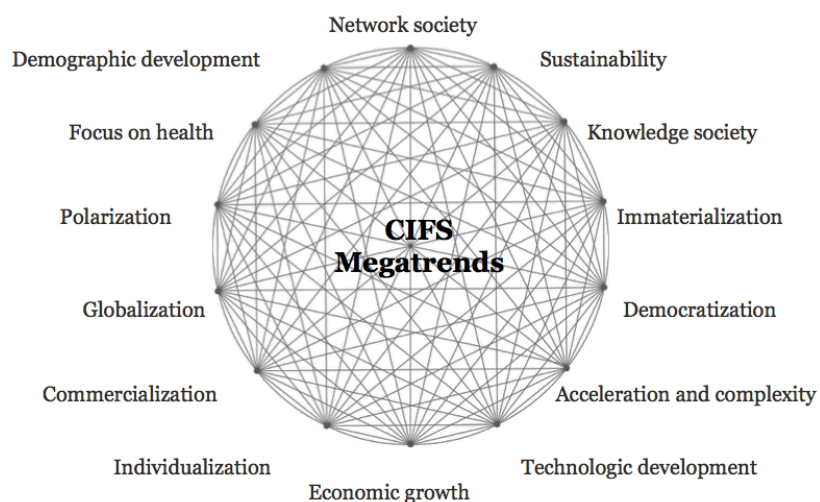 Network society
Demographic development
Sustainability
Focus on health
Knowledge society
Polarization
Immaterialization
CIFS
Megatrends
Globalization
Democratization
Commercialization
Acceleration and complexity
Individualization
Technologic development
Economic growth